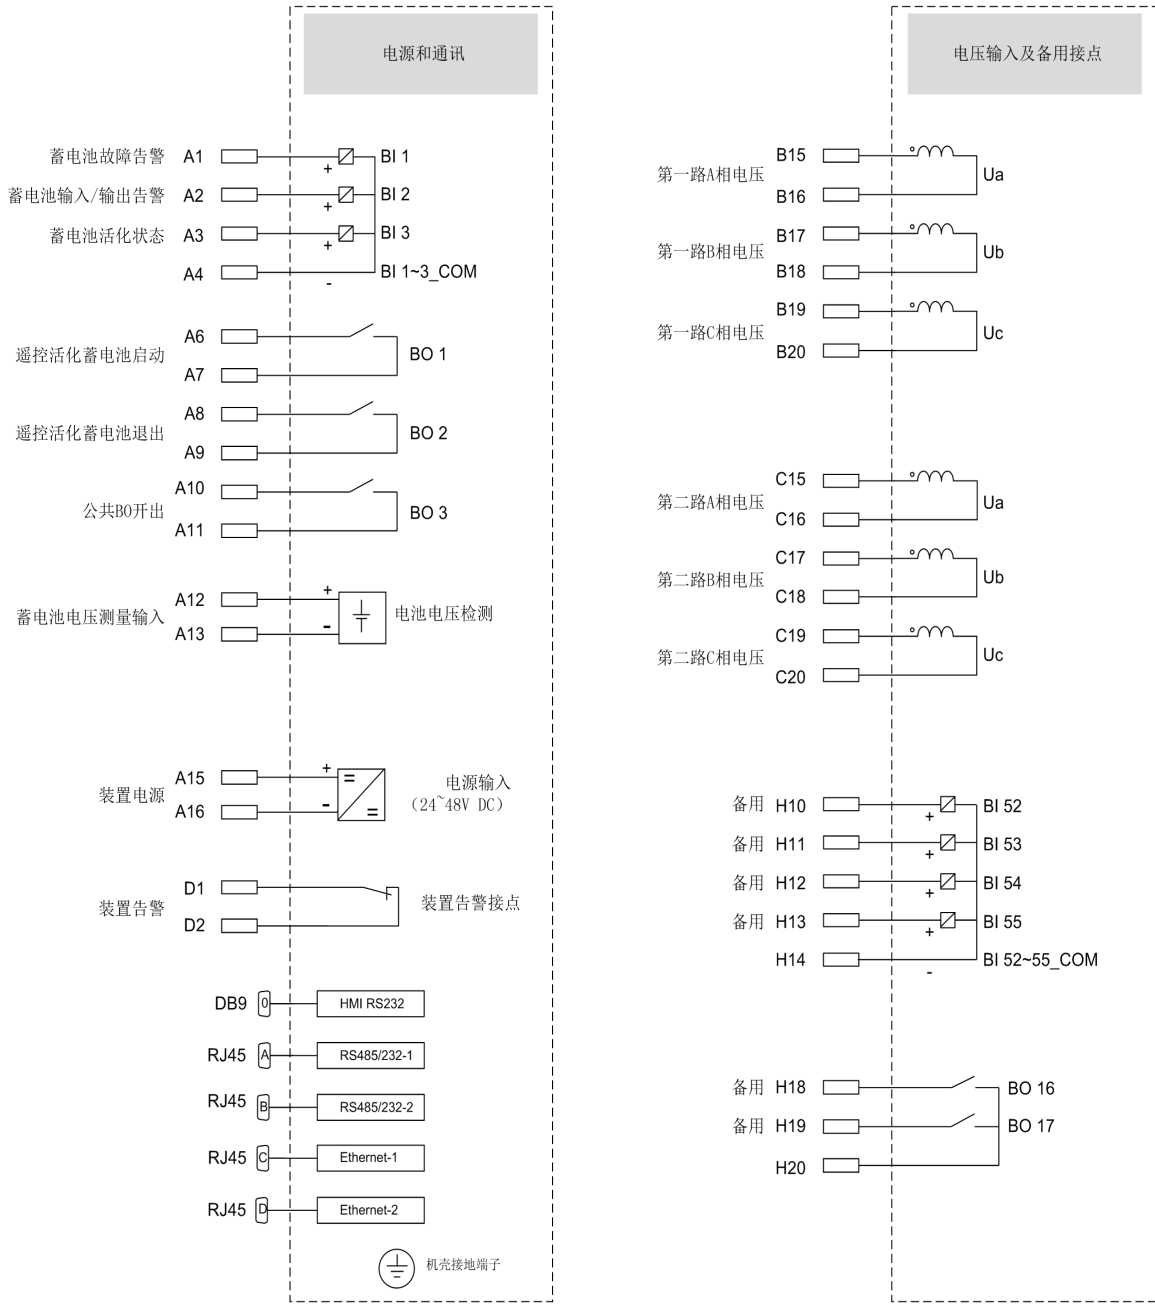 电源和通讯
蓄电池故障告警 A1 + BI 1
蓄电池输入/输出告警 A2 + BI 2
蓄电池活化状态 A3 + BI 3
A4 - BI 1~3_COM
遥控活化蓄电池启动 A6 A7 BO 1
遥控活化蓄电池退出 A8 A9 BO 2
公共BO开出 A10 A11 BO 3
蓄电池电压测量输入 A12 A13 + - 电池电压检测
装置电源 A15 A16 + - 电源输入
(24~48V DC)
装置告警 D1 D2 装置告警接点
DB9 0 HMI RS232
RJ45 A RS485/232-1
RJ45 B RS485/232-2
RJ45 C Ethernet-1
RJ45 D Ethernet-2
机壳接地端子
电压输入及备用接点
第一路A相电压 B15 B16 Ua
第一路B相电压 B17 B18 Ub
第一路C相电压 B19 B20 Uc
第二路A相电压 C15 C16 Ua
第二路B相电压 C17 C18 Ub
第二路C相电压 C19 C20 Uc
备用 H10 + BI 52
备用 H11 + BI 53
备用 H12 + BI 54
备用 H13 + BI 55
H14 - BI 52~55_COM
备用 H18 BO 16
备用 H19 BO 17
H20